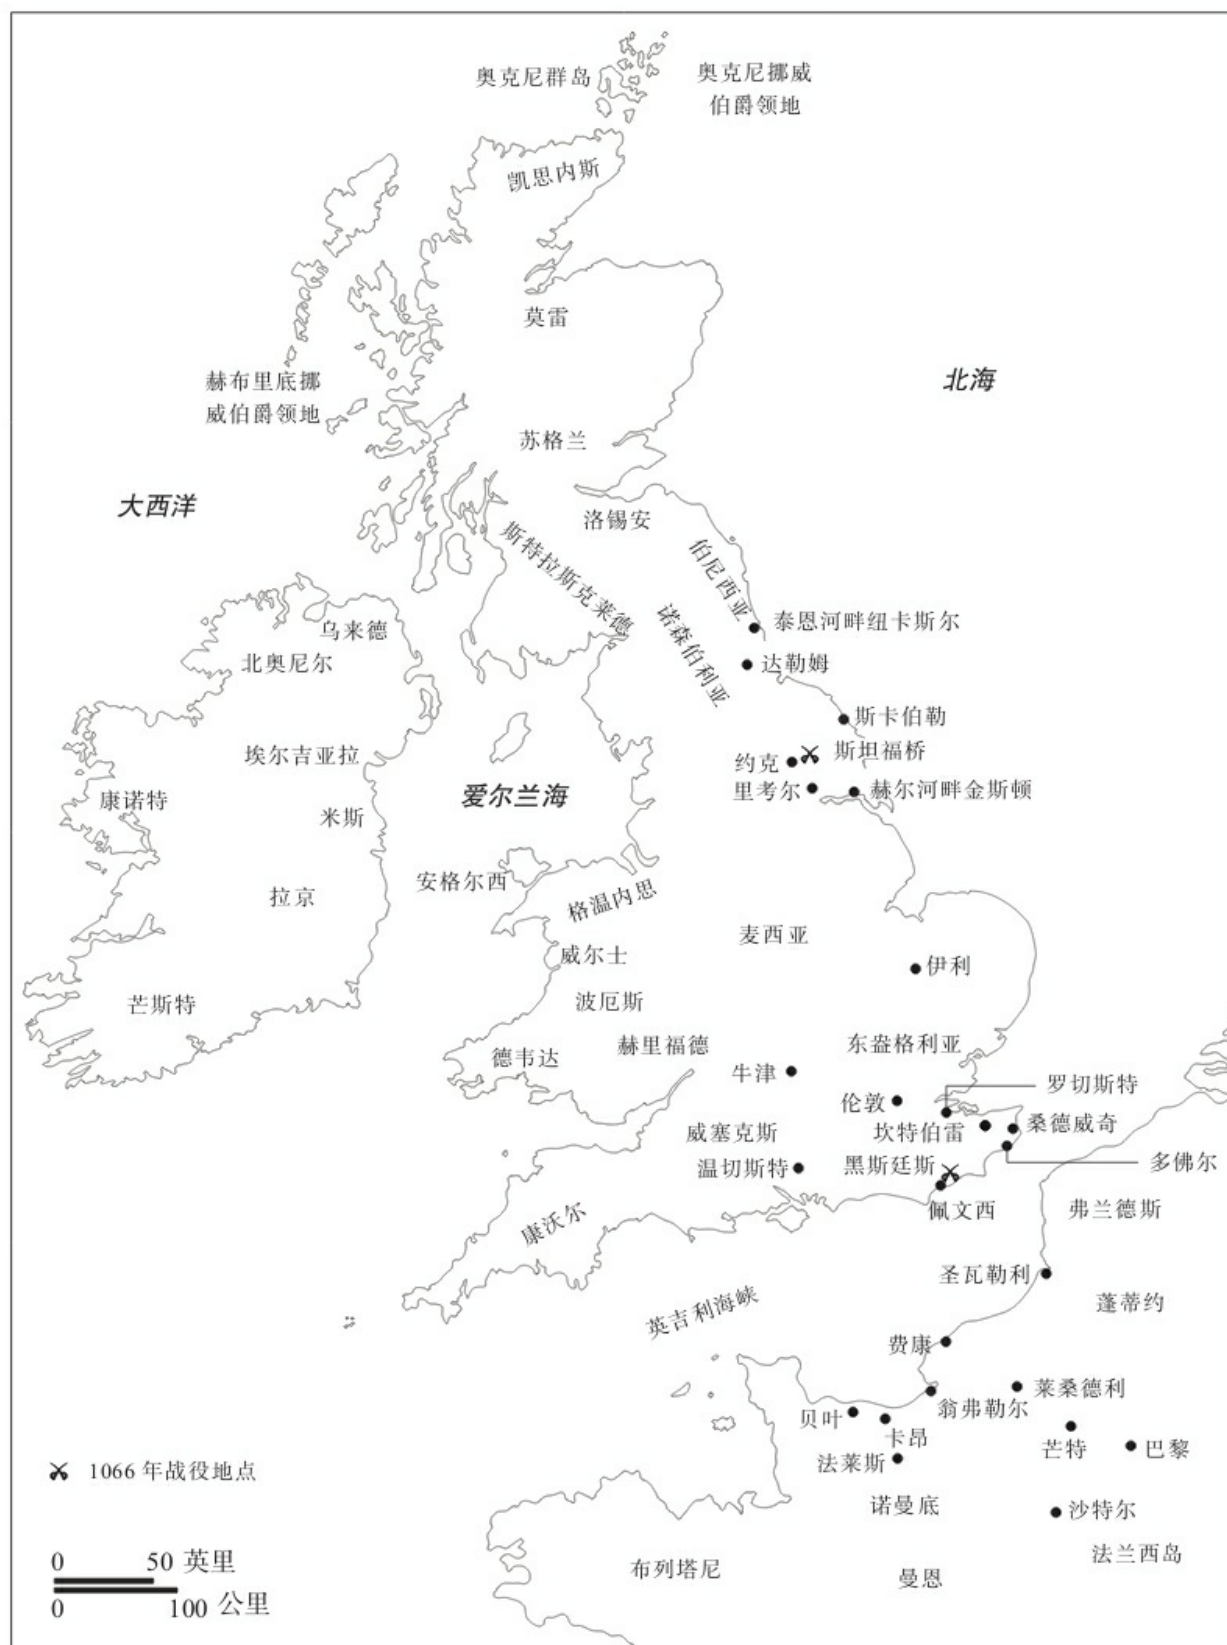 奥克尼群岛
奥克尼挪威
伯爵领地
凯思内斯
莫雷
赫布里底挪
威伯爵领地
北海
苏格兰
大西洋
洛锡安
斯特拉斯克莱德
伯尼西亚
诺森伯利亚
泰恩河畔纽卡斯尔
乌来德
北奥尼尔
达勒姆
斯卡伯勒
埃尔吉亚拉
斯坦福桥
约克
里考尔
赫尔河畔金斯顿
康诺特
爱尔兰海
米斯
安格尔西
拉京
格温内思
麦西亚
威尔士
伊利
芒斯特
波厄斯
德韦达
赫里福德
东盎格利亚
牛津
罗切斯特
伦敦
坎特伯雷
桑德威奇
威塞克斯
温切斯特
黑斯廷斯
多佛尔
佩文西
弗兰德斯
康沃尔
圣瓦勒利
蓬蒂约
英吉利海峡
费康
莱桑德利
翁弗勒尔
贝叶
卡昂
芒特
巴黎
法莱斯
1066 年战役地点
诺曼底
沙特尔
法兰西岛
布列塔尼
曼恩
0 50 英里
0 100 公里